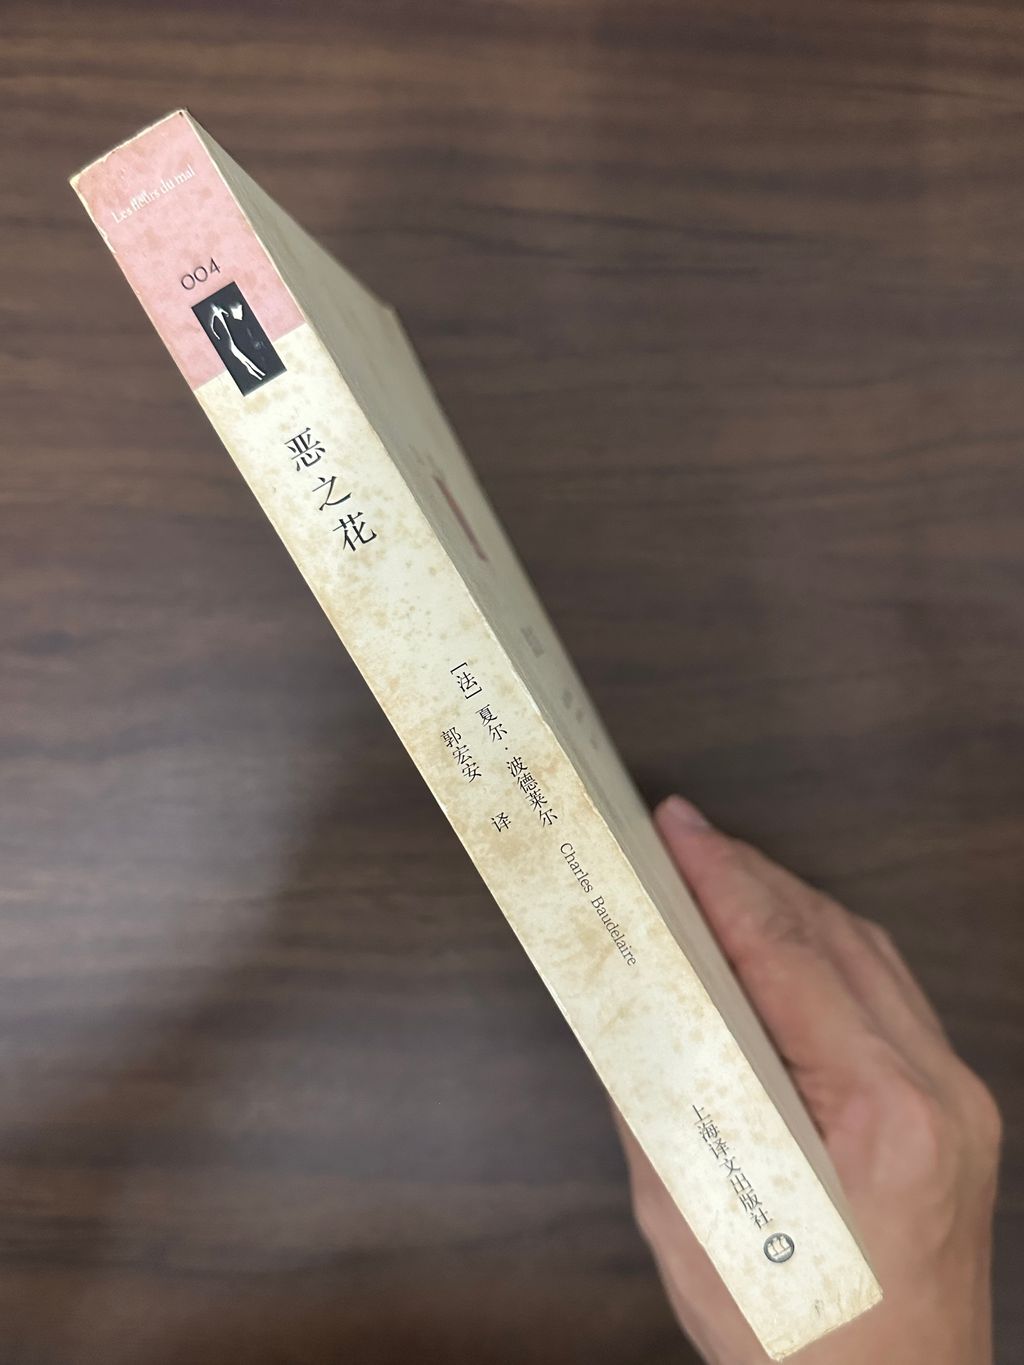 Les fleurs du mal
004
恶之花
[法] 夏尔·波德莱尔 Charles Baudelaire
郭宏安 译
上海译文出版社